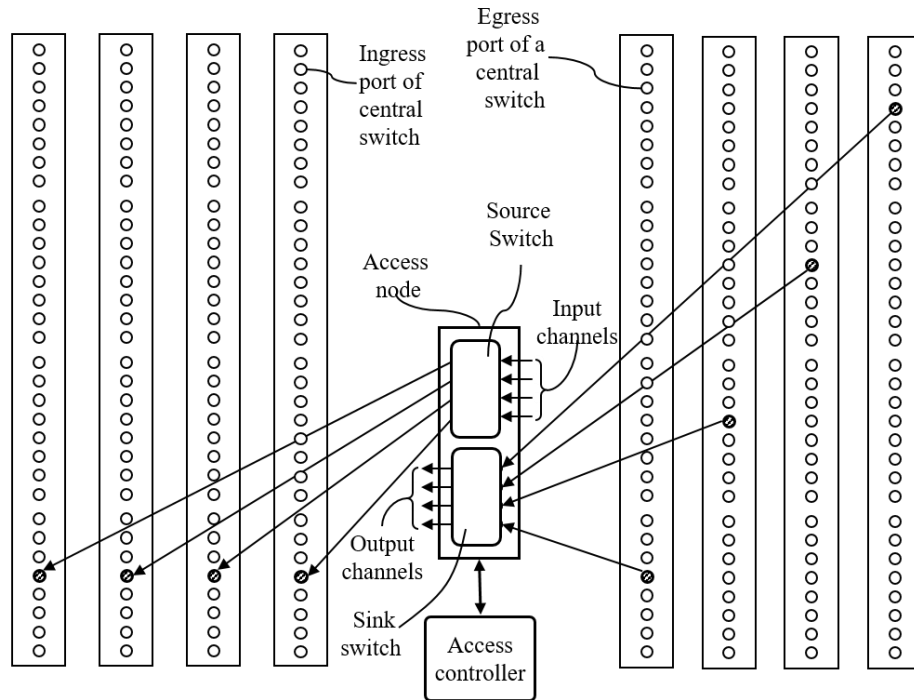 Ingress
port of
central
switch
Egress
port of a
central
switch
Source
Switch
Access
node
Input
channels
Output
channels
Sink
switch
Access
controller